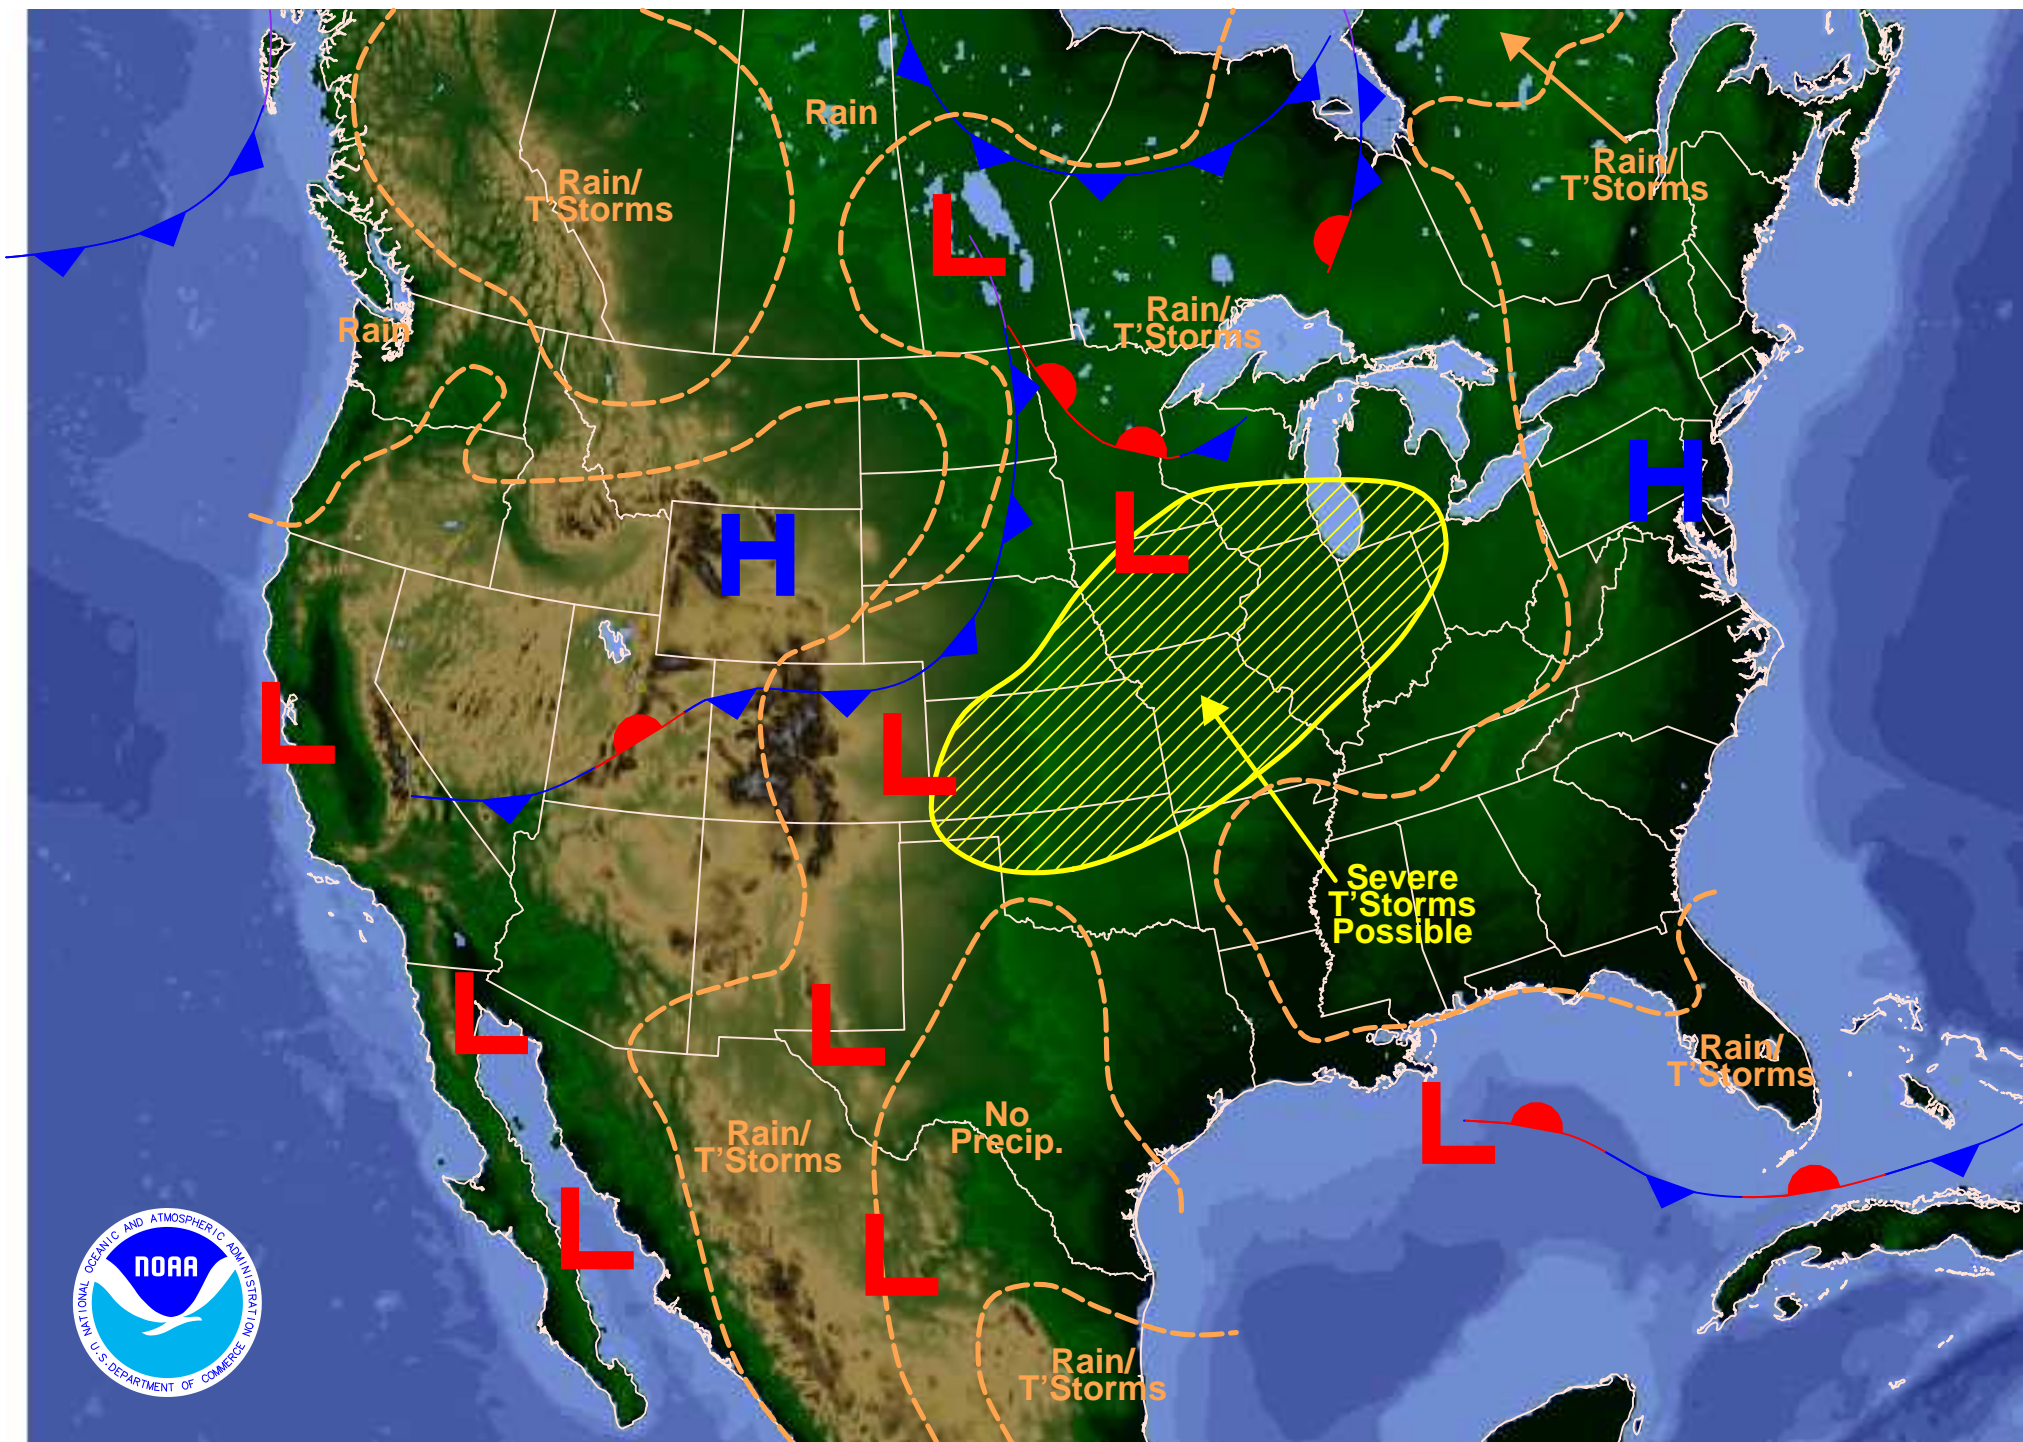 Rain
Rain/
T'Storms
Rain/
T'Storms
L
Rain/
T'Storms
Rain
H
H
L
L
L
Severe
T'Storms
Possible
L
L
Rain/
T'Storms
L
No
Precip.
Rain/
T'Storms
L
L
Rain/
T'Storms
NATIONAL OCEANIC AND ATMOSPHERIC ADMINISTRATION
NOAA
U.S. DEPARTMENT OF COMMERCE